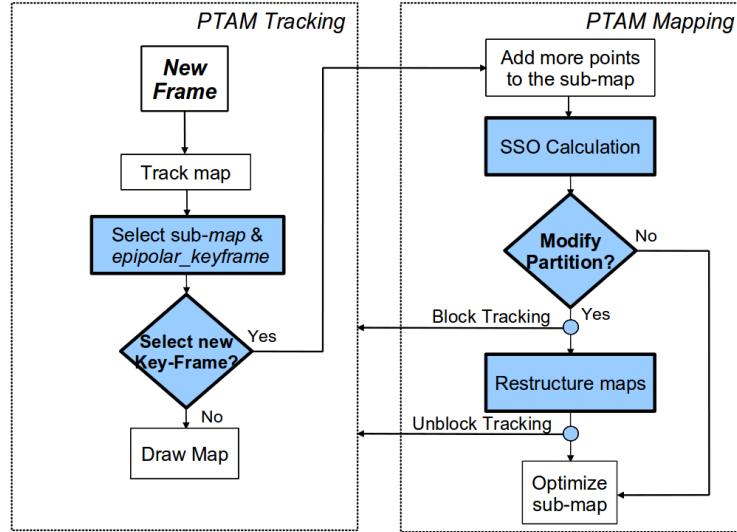 PTAM Tracking
New
Frame
Track map
Select sub-map &
epipolar_keyframe
Select new
Key-Frame?
Yes
No
Draw Map
PTAM Mapping
Add more points
to the sub-map
SSO Calculation
Modify
Partition?
No
Yes
Block Tracking
Restructure maps
Unblock Tracking
Optimize
sub-map